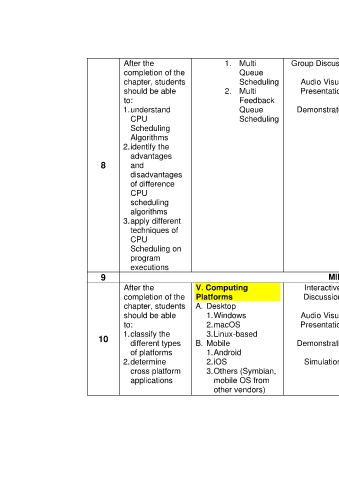 8
After the
completion of the
chapter, students
should be able
to:
1.understand
CPU
Scheduling
Algorithms
2.identify the
advantages
and
disadvantages
of difference
CPU
scheduling
algorithms
3.apply different
techniques of
CPU
Scheduling on
program
executions
1. Multi
Queue
Scheduling
2. Multi
Feedback
Queue
Scheduling
Group Discus
Audio Visu
Presentatio
Demonstrat
9
MI
10
After the
completion of the
chapter, students
should be able
to:
1.classify the
different types
of platforms
2.determine
cross platform
applications
V. Computing
Platforms
A. Desktop
1.Windows
2.macOS
3.Linux-based
B. Mobile
1.Android
2.iOS
3.Others (Symbian,
mobile OS from
other vendors)
Interactive
Discussion
Audio Visu
Presentatio
Demonstrati
Simulation